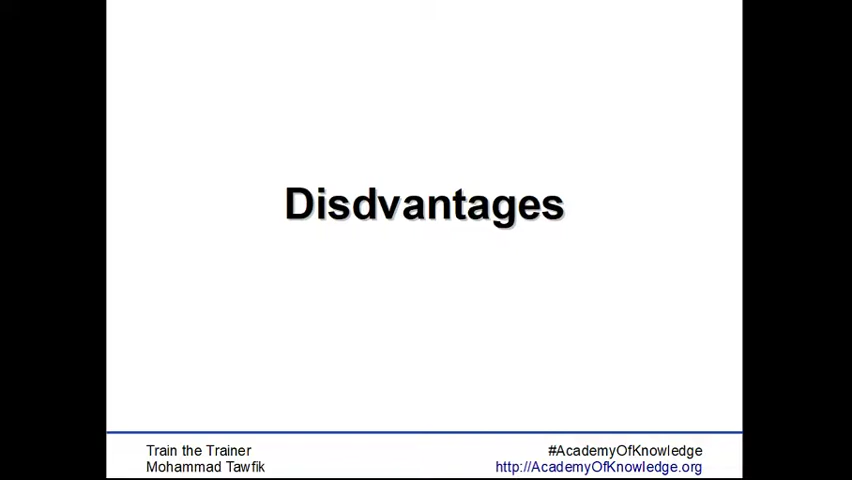 Disdvantages
Train the Trainer
Mohammad Tawfik
#AcademyOfKnowledge
http://AcademyOfKnowledge.org